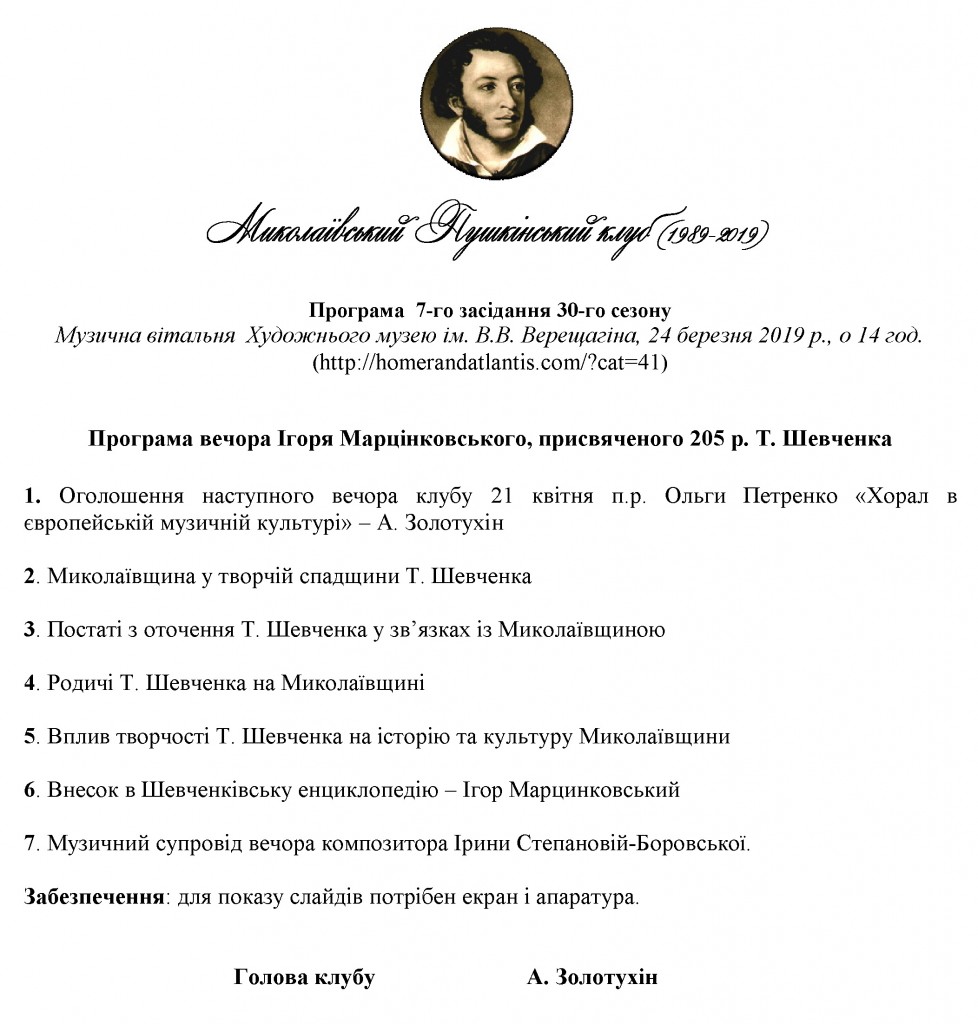 Миколаївський Пушкінський клуб (1989-2019)
Програма 7-го засідання 30-го сезону
Музична вітальня Художнього музею ім. В.В. Верещагіна, 24 березня 2019 р., о 14 год.
(http://homerandatlantis.com/?cat=41)
Програма вечора Ігоря Марцінковського, присвяченого 205 р. Т. Шевченка
1. Оголошення наступного вечора клубу 21 квітня п.р. Ольги Петренко «Хорал в
європейській музичній культурі» – А. Золотухін
2. Миколаївщина у творчій спадщини Т. Шевченка
3. Постаті з оточення Т. Шевченка у зв’язках із Миколаївщиною
4. Родичі Т. Шевченка на Миколаївщині
5. Вплив творчості Т. Шевченка на історію та культуру Миколаївщини
6. Внесок в Шевченківську енциклопедію – Ігор Марцинковський
7. Музичний супровід вечора композитора Ірини Степановій-Боровської.
Забезпечення: для показу слайдів потрібен екран і апаратура.
Голова клубу А. Золотухін